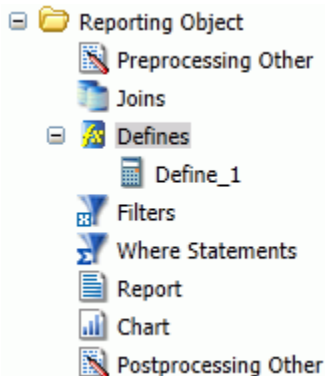 Reporting Object
Preprocessing Other
Joins
Defines
Define_1
Filters
Where Statements
Report
Chart
Postprocessing Other